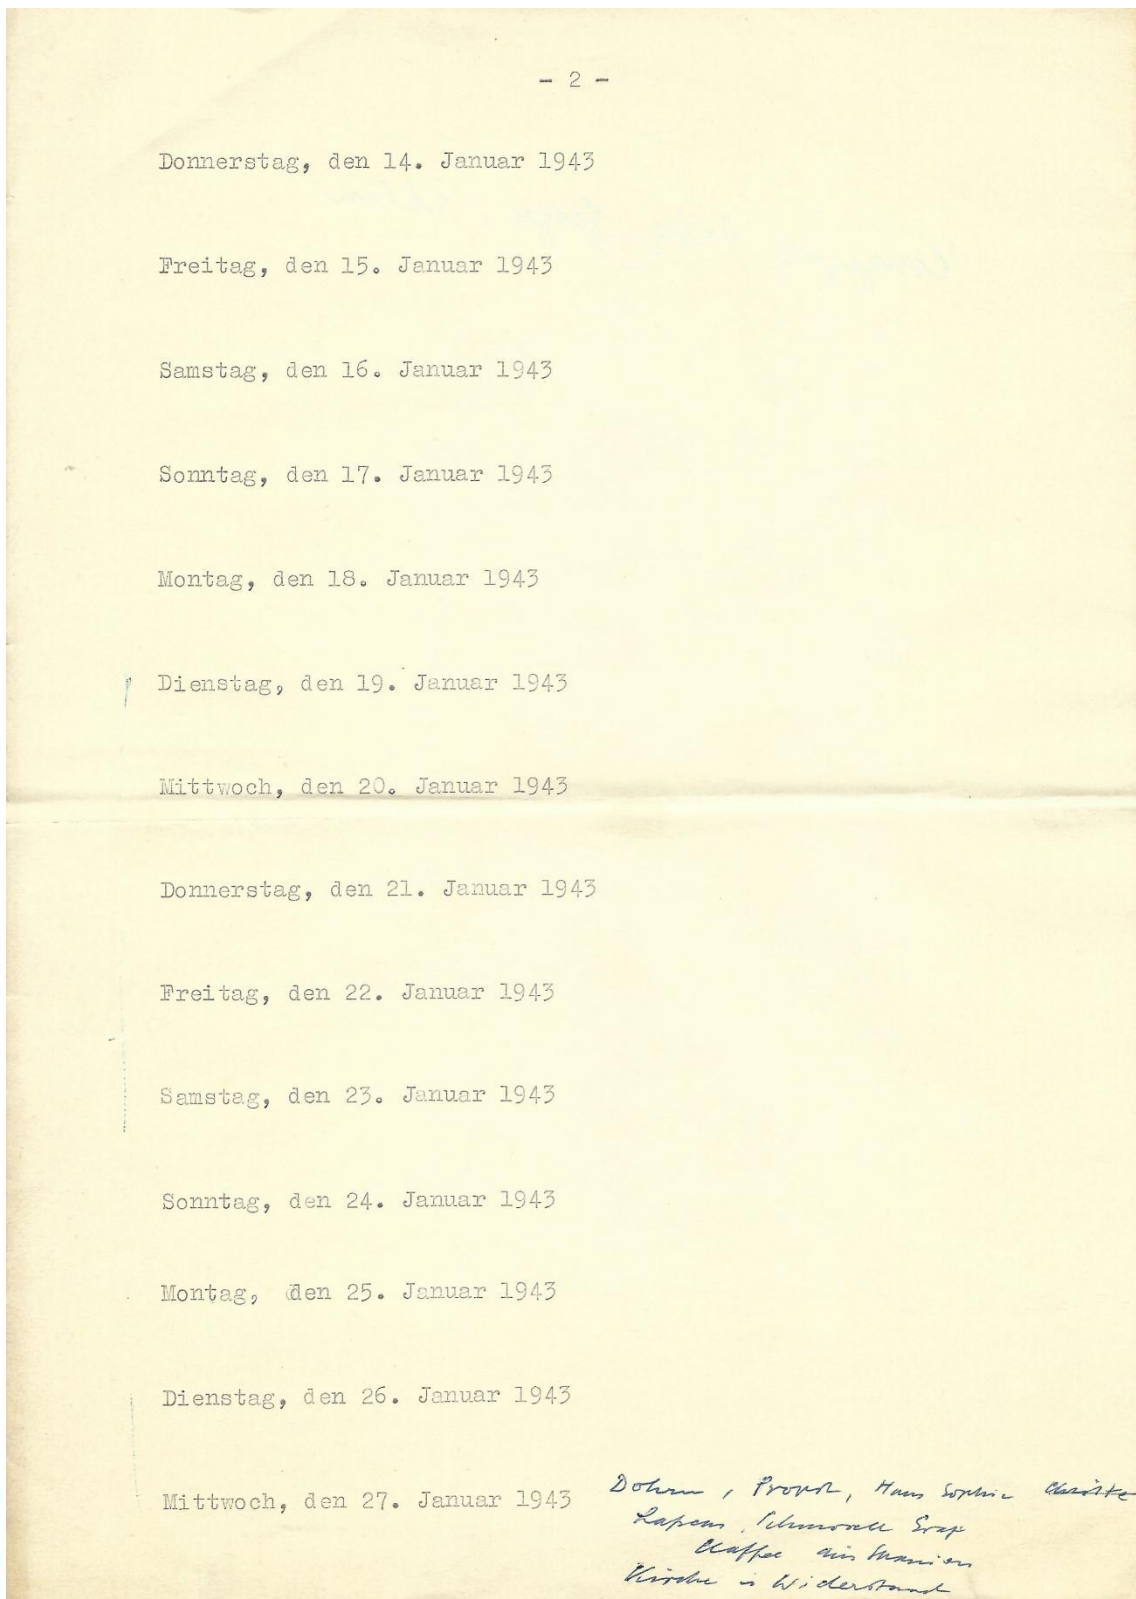 - 2 -
Donnerstag, den 14. Januar 1943
Freitag, den 15. Januar 1943
Samstag, den 16. Januar 1943
Sonntag, den 17. Januar 1943
Montag, den 18. Januar 1943
Dienstag, den 19. Januar 1943
Mittwoch, den 20. Januar 1943
Donnerstag, den 21. Januar 1943
Freitag, den 22. Januar 1943
Samstag, den 23. Januar 1943
Sonntag, den 24. Januar 1943
Montag, den 25. Januar 1943
Dienstag, den 26. Januar 1943
Mittwoch, den 27. Januar 1943 Dohrn, Probst, Hans Sophie
Schmorell Graf
Kaffee aus
Kirche Widerstand